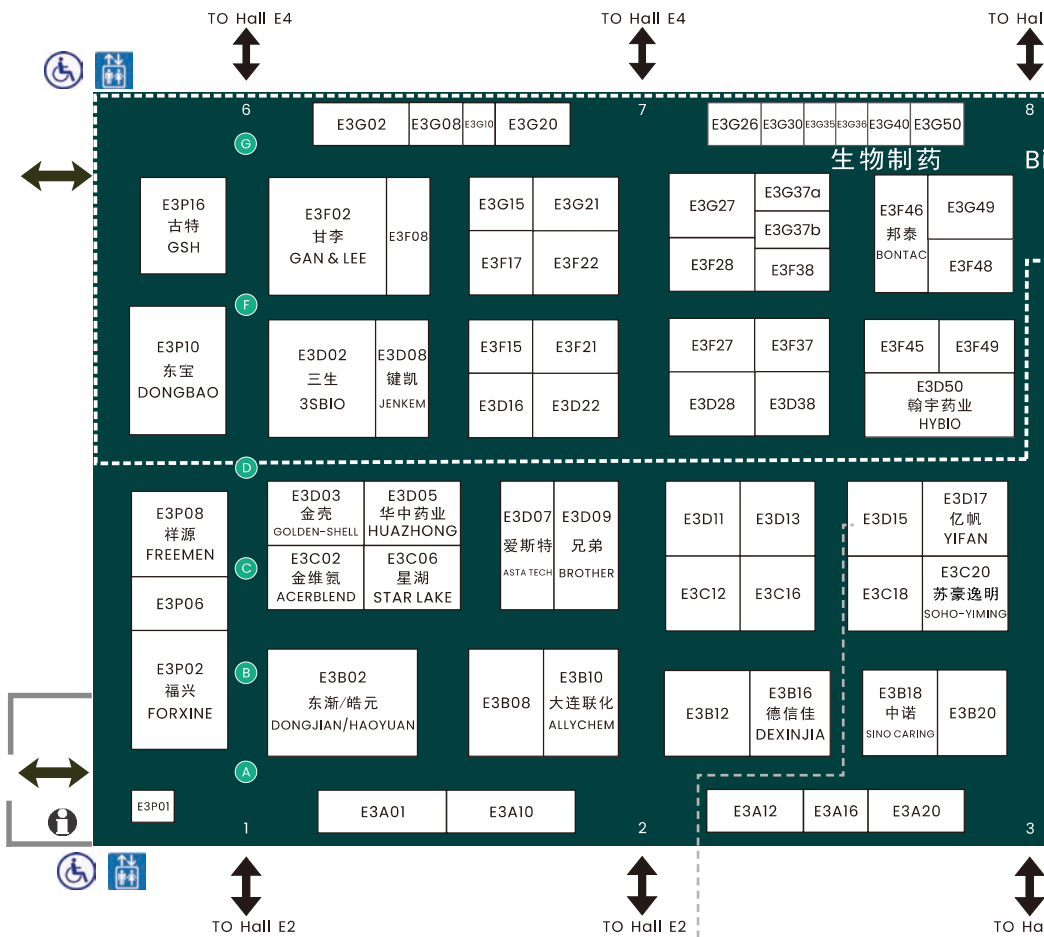 TO Hall E4
TO Hall E4
TO Hal
6
7
8
G
E3G02
E3G08
E3G10
E3G20
E3G26
E3G30
E3G35
E3G36
E3G40
E3G50
生物制药
Bi
E3P16
古特
GSH
E3F02
甘李
GAN & LEE
E3F08
E3G15
E3G21
E3F17
E3F22
E3G27
E3G37a
E3G37b
E3F28
E3F38
E3F46
邦泰
BONTAC
E3G49
E3F48
F
E3P10
东宝
DONGBAO
E3D02
三生
3SBIO
E3D08
键凯
JENKEM
E3F15
E3F21
E3D16
E3D22
E3F27
E3F37
E3D28
E3D38
E3F45
E3F49
E3D50
翰宇药业
HYBIO
D
E3P08
祥源
FREEMEN
E3P06
E3P02
福兴
FORXINE
E3D03
金壳
GOLDEN-SHELL
E3D05
华中药业
HUAZHONG
E3C02
金维氨
ACERBLEND
E3C06
星湖
STAR LAKE
E3D07
爱斯特
ASTA TECH
E3D09
兄弟
BROTHER
E3D11
E3D13
E3C12
E3C16
E3D15
E3D17
亿帆
YIFAN
E3C18
E3C20
苏豪逸明
SOHO-YIMING
C
B
E3B02
东渐/皓元
DONGJIAN/HAOYUAN
E3B08
E3B10
大连联化
ALLYCHEM
E3B12
E3B16
德信佳
DEXINJIA
E3B18
中诺
SINO CARING
E3B20
A
E3P01
E3A01
E3A10
E3A12
E3A16
E3A20
1
2
3
TO Hall E2
TO Hall E2
TO Ha